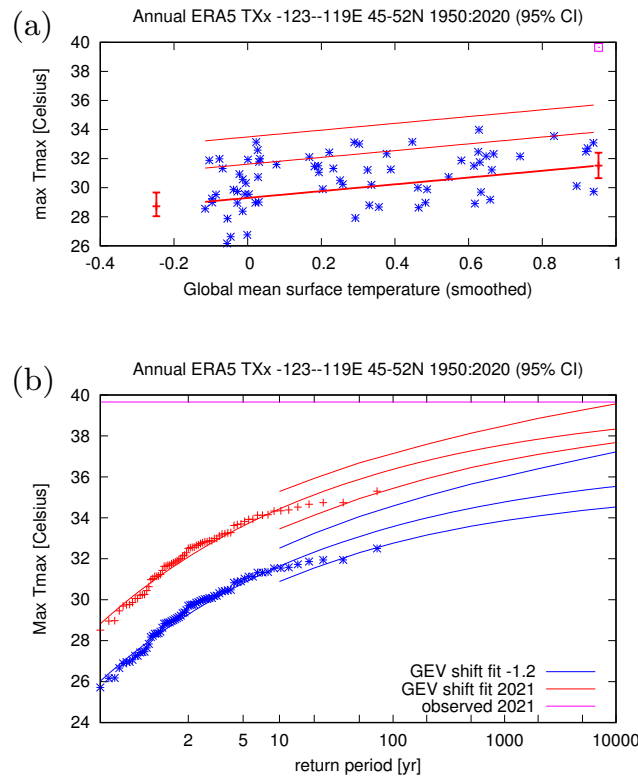 (a)
Annual ERA5 TXx -123--119E 45-52N 1950:2020 (95% CI)
max Tmax [Celsius]
40
38
36
34
32
30
28
26
-0.4 -0.2 0 0.2 0.4 0.6 0.8 1
Global mean surface temperature (smoothed)
(b)
Annual ERA5 TXx -123--119E 45-52N 1950:2020 (95% CI)
Max Tmax [Celsius]
40
38
36
34
32
30
28
26
24
GEV shift fit -1.2
GEV shift fit 2021
observed 2021
2 5 10 100 1000 10000
return period [yr]